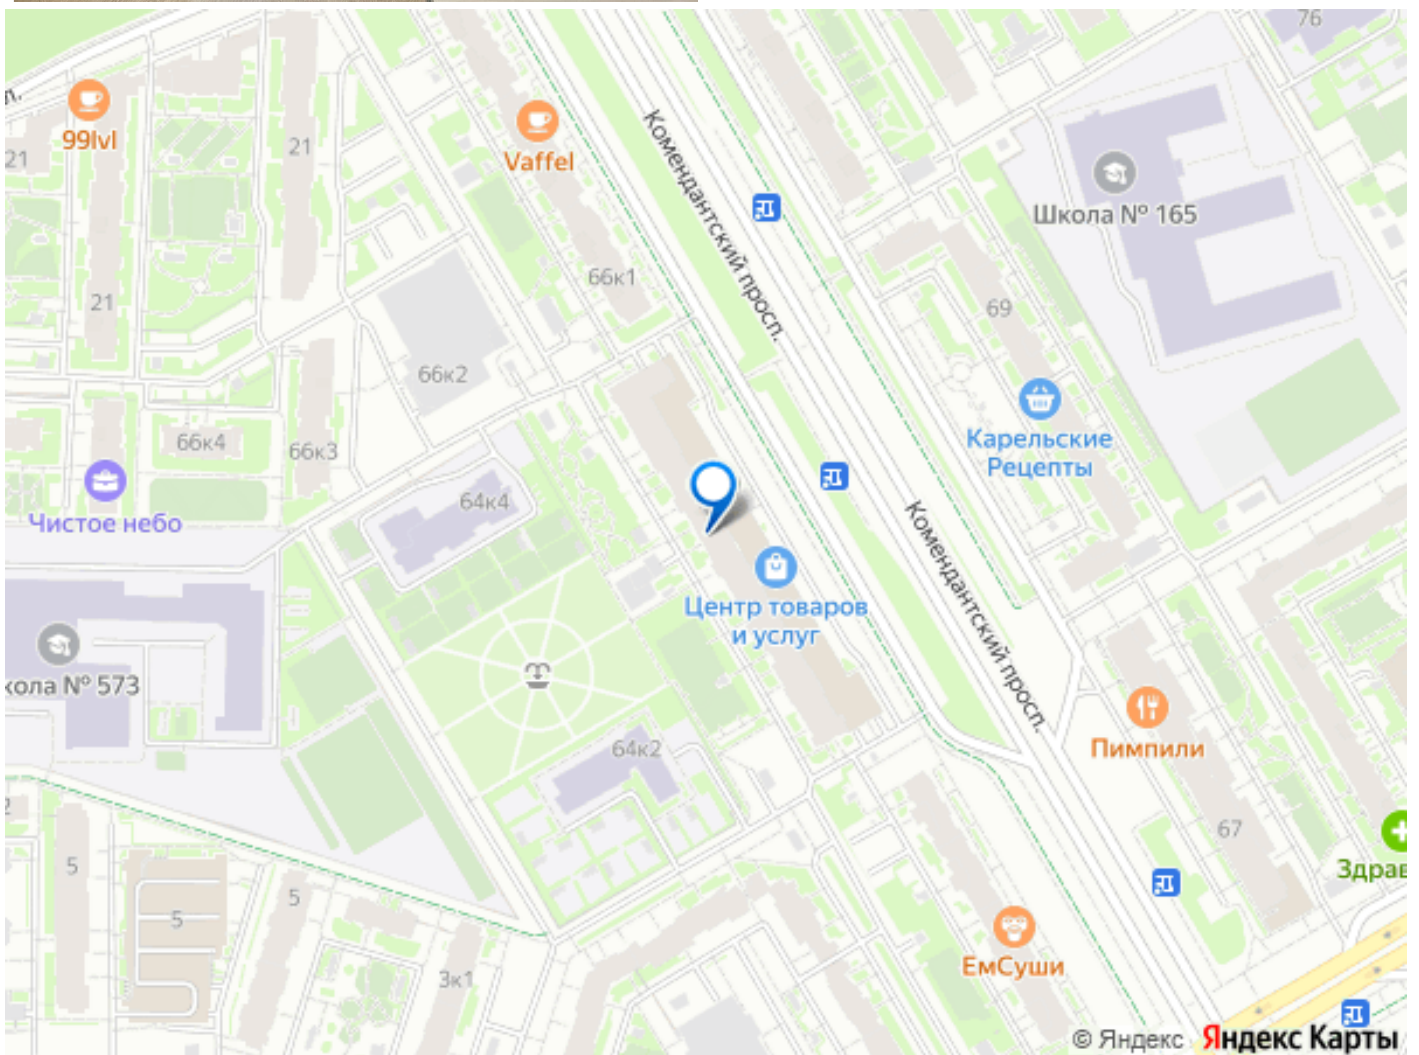 76
99lvl
21
21
Vaffel
Комендантский просп.
Школа № 165
66к1
21
69
66к2
66к4
66к3
Карельские
Рецепты
64к4
Чистое небо
Комендантский просп.
Центр товаров
и услуг
кола № 573
64к2
Пимпили
2
5
67
Здрав
5
5
ЕмСуши
3к1
© Яндекс Яндекс Карты